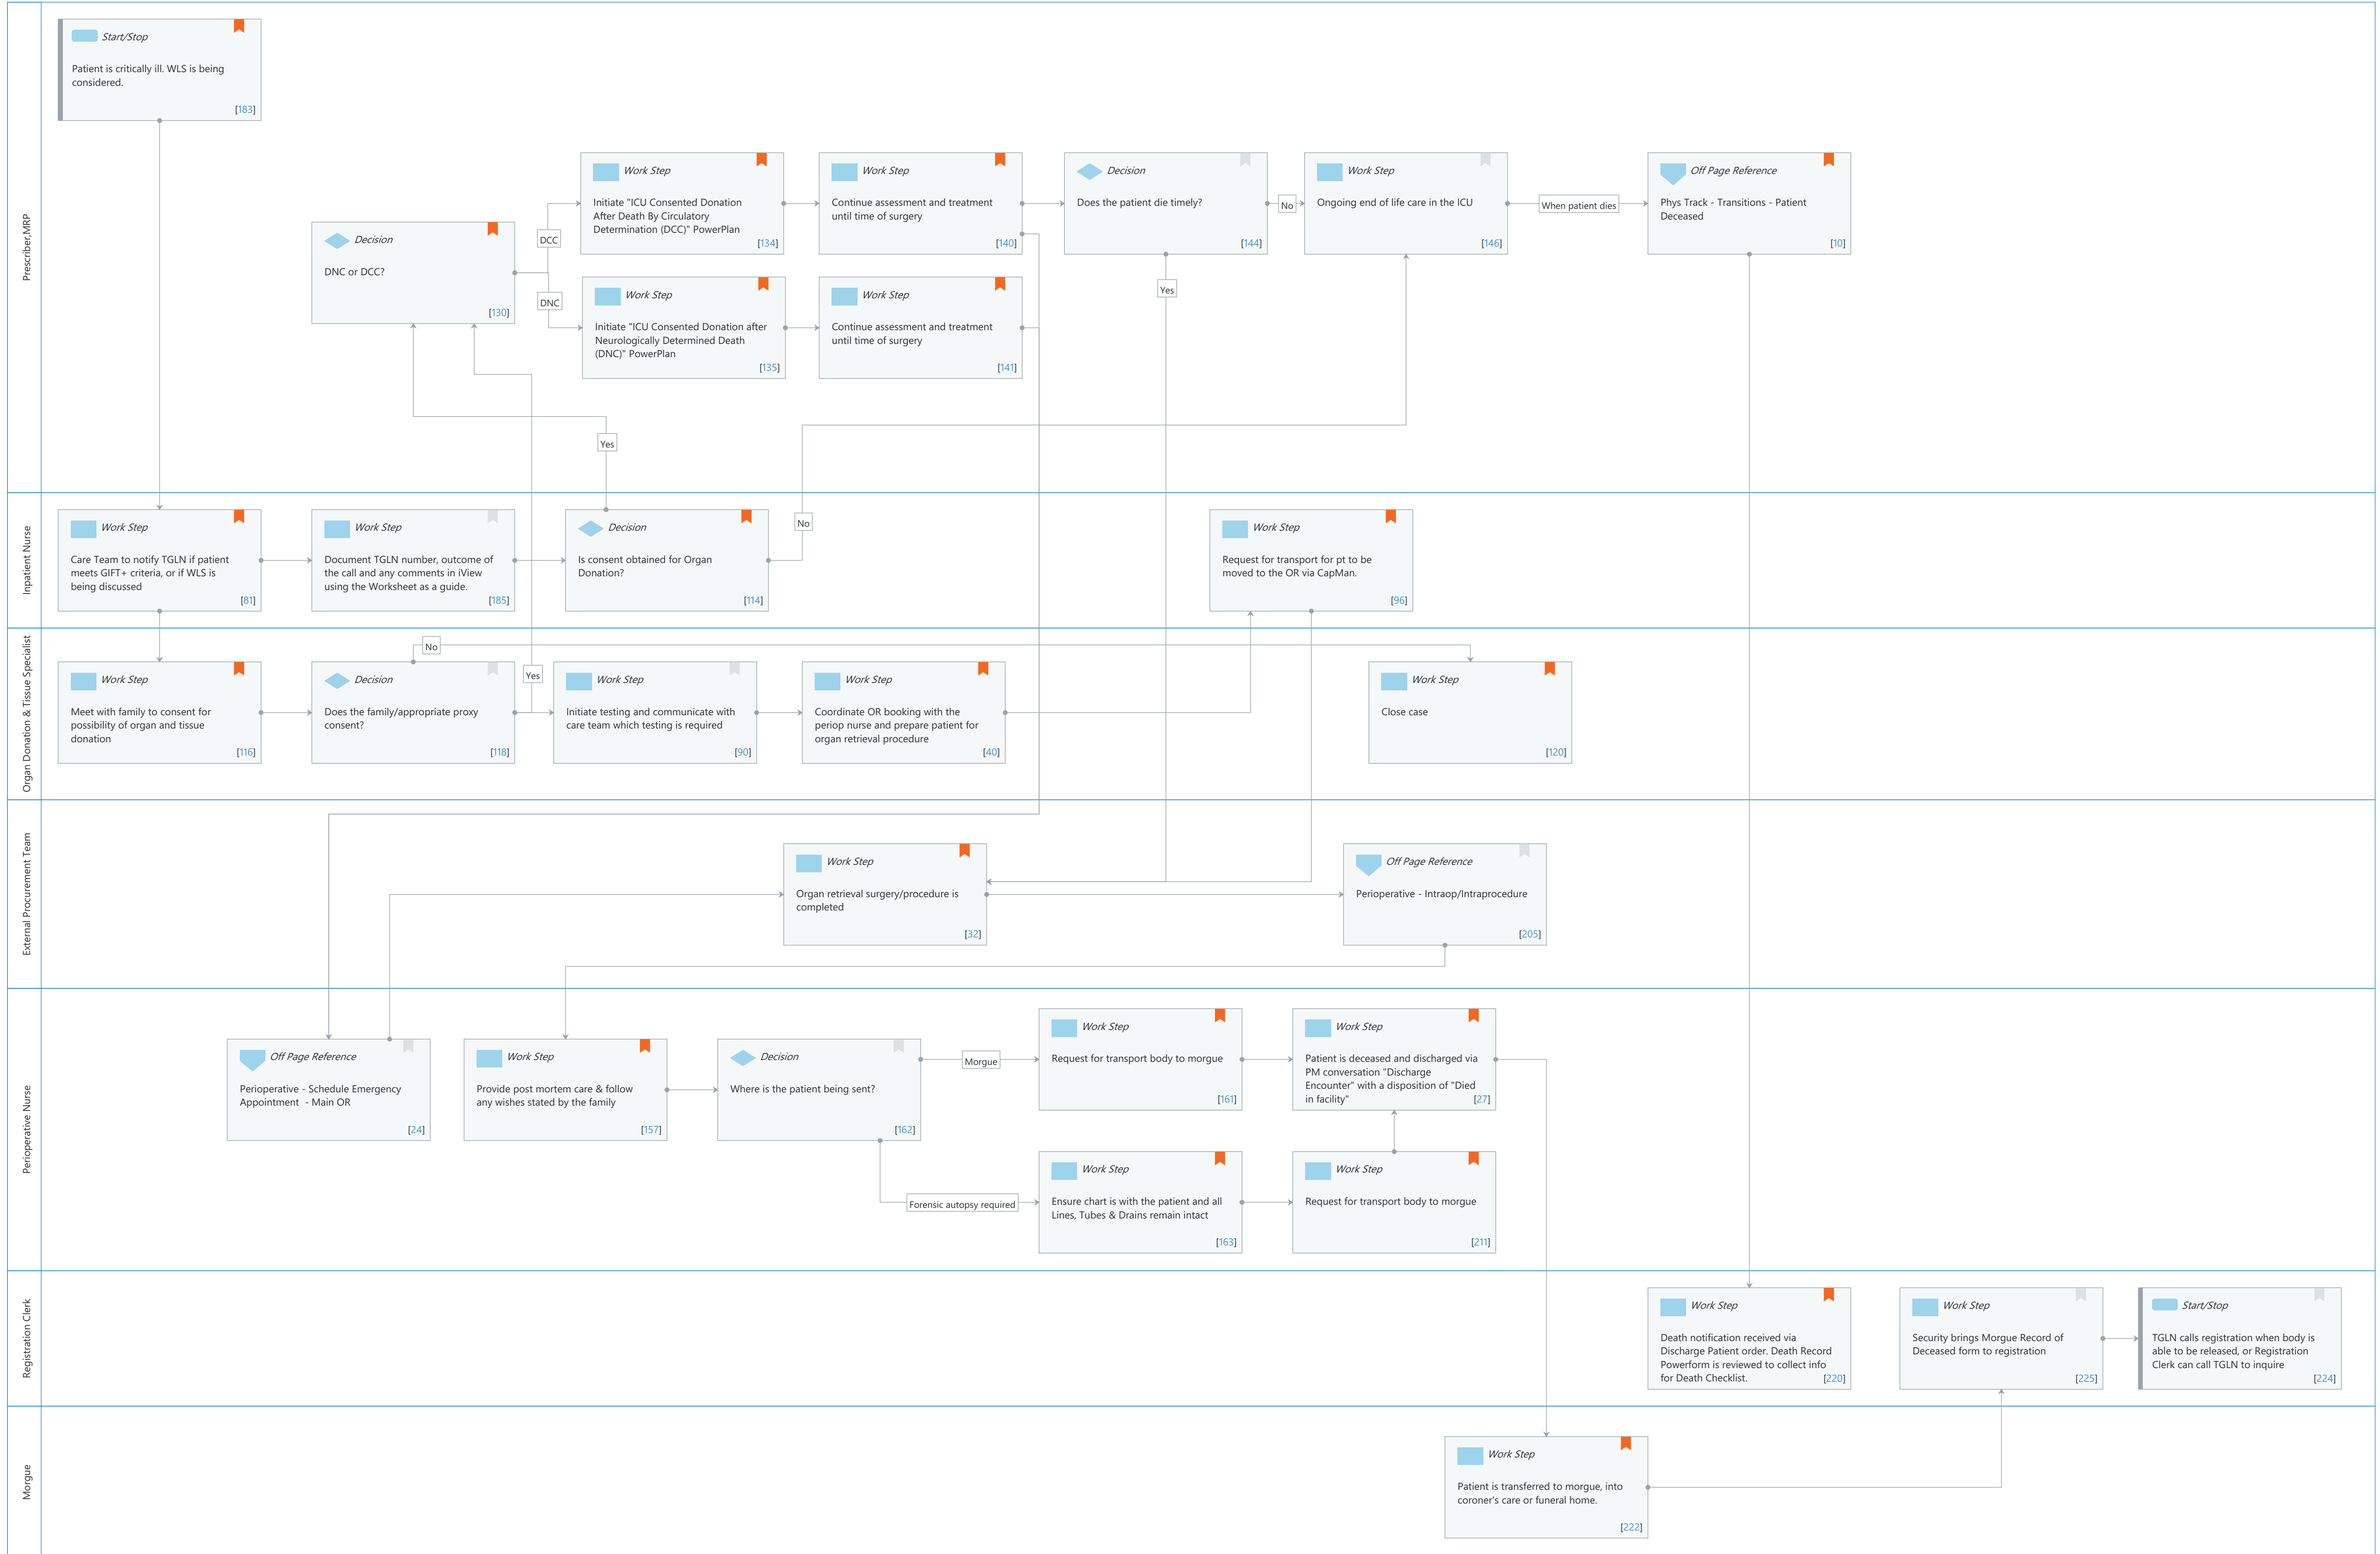 Prescriber,MRP
Start/Stop
Patient is critically ill. WLS is being
considered.
[183]
Decision
DNC or DCC?
[130]
DCC
DNC
Work Step
Initiate "ICU Consented Donation
After Death By Circulatory
Determination (DCC)" PowerPlan
[134]
Work Step
Continue assessment and treatment
until time of surgery
[140]
Decision
Does the patient die timely?
[144]
No
Yes
Work Step
Ongoing end of life care in the ICU
[146]
When patient dies
Off Page Reference
Phys Track - Transitions - Patient
Deceased
[10]
Work Step
Initiate "ICU Consented Donation after
Neurologically Determined Death
(DNC)" PowerPlan
[135]
Work Step
Continue assessment and treatment
until time of surgery
[141]
Yes
Inpatient Nurse
Work Step
Care Team to notify TGLN if patient
meets GIFT+ criteria, or if WLS is
being discussed
[81]
Work Step
Document TGLN number, outcome of
the call and any comments in iView
using the Worksheet as a guide.
[185]
Decision
Is consent obtained for Organ
Donation?
[114]
No
Work Step
Request for transport for pt to be
moved to the OR via CapMan.
[96]
Organ Donation & Tissue Specialist
Work Step
Meet with family to consent for
possibility of organ and tissue
donation
[116]
No
Decision
Does the family/appropriate proxy
consent?
[118]
Yes
Work Step
Initiate testing and communicate with
care team which testing is required
[90]
Work Step
Coordinate OR booking with the
periop nurse and prepare patient for
organ retrieval procedure
[40]
Work Step
Close case
[120]
External Procurement Team
Work Step
Organ retrieval surgery/procedure is
completed
[32]
Off Page Reference
Perioperative - Intraop/Intraprocedure
[205]
Perioperative Nurse
Off Page Reference
Perioperative - Schedule Emergency
Appointment - Main OR
[24]
Work Step
Provide post mortem care & follow
any wishes stated by the family
[157]
Decision
Where is the patient being sent?
[162]
Morgue
Forensic autopsy required
Work Step
Request for transport body to morgue
[161]
Work Step
Patient is deceased and discharged via
PM conversation "Discharge
Encounter" with a disposition of "Died
in facility"
[27]
Work Step
Ensure chart is with the patient and all
Lines, Tubes & Drains remain intact
[163]
Work Step
Request for transport body to morgue
[211]
Registration Clerk
Work Step
Death notification received via
Discharge Patient order. Death Record
Powerform is reviewed to collect info
for Death Checklist.
[220]
Work Step
Security brings Morgue Record of
Deceased form to registration
[225]
Start/Stop
TGLN calls registration when body is
able to be released, or Registration
Clerk can call TGLN to inquire
[224]
Morgue
Work Step
Patient is transferred to morgue, into
coroner's care or funeral home.
[222]